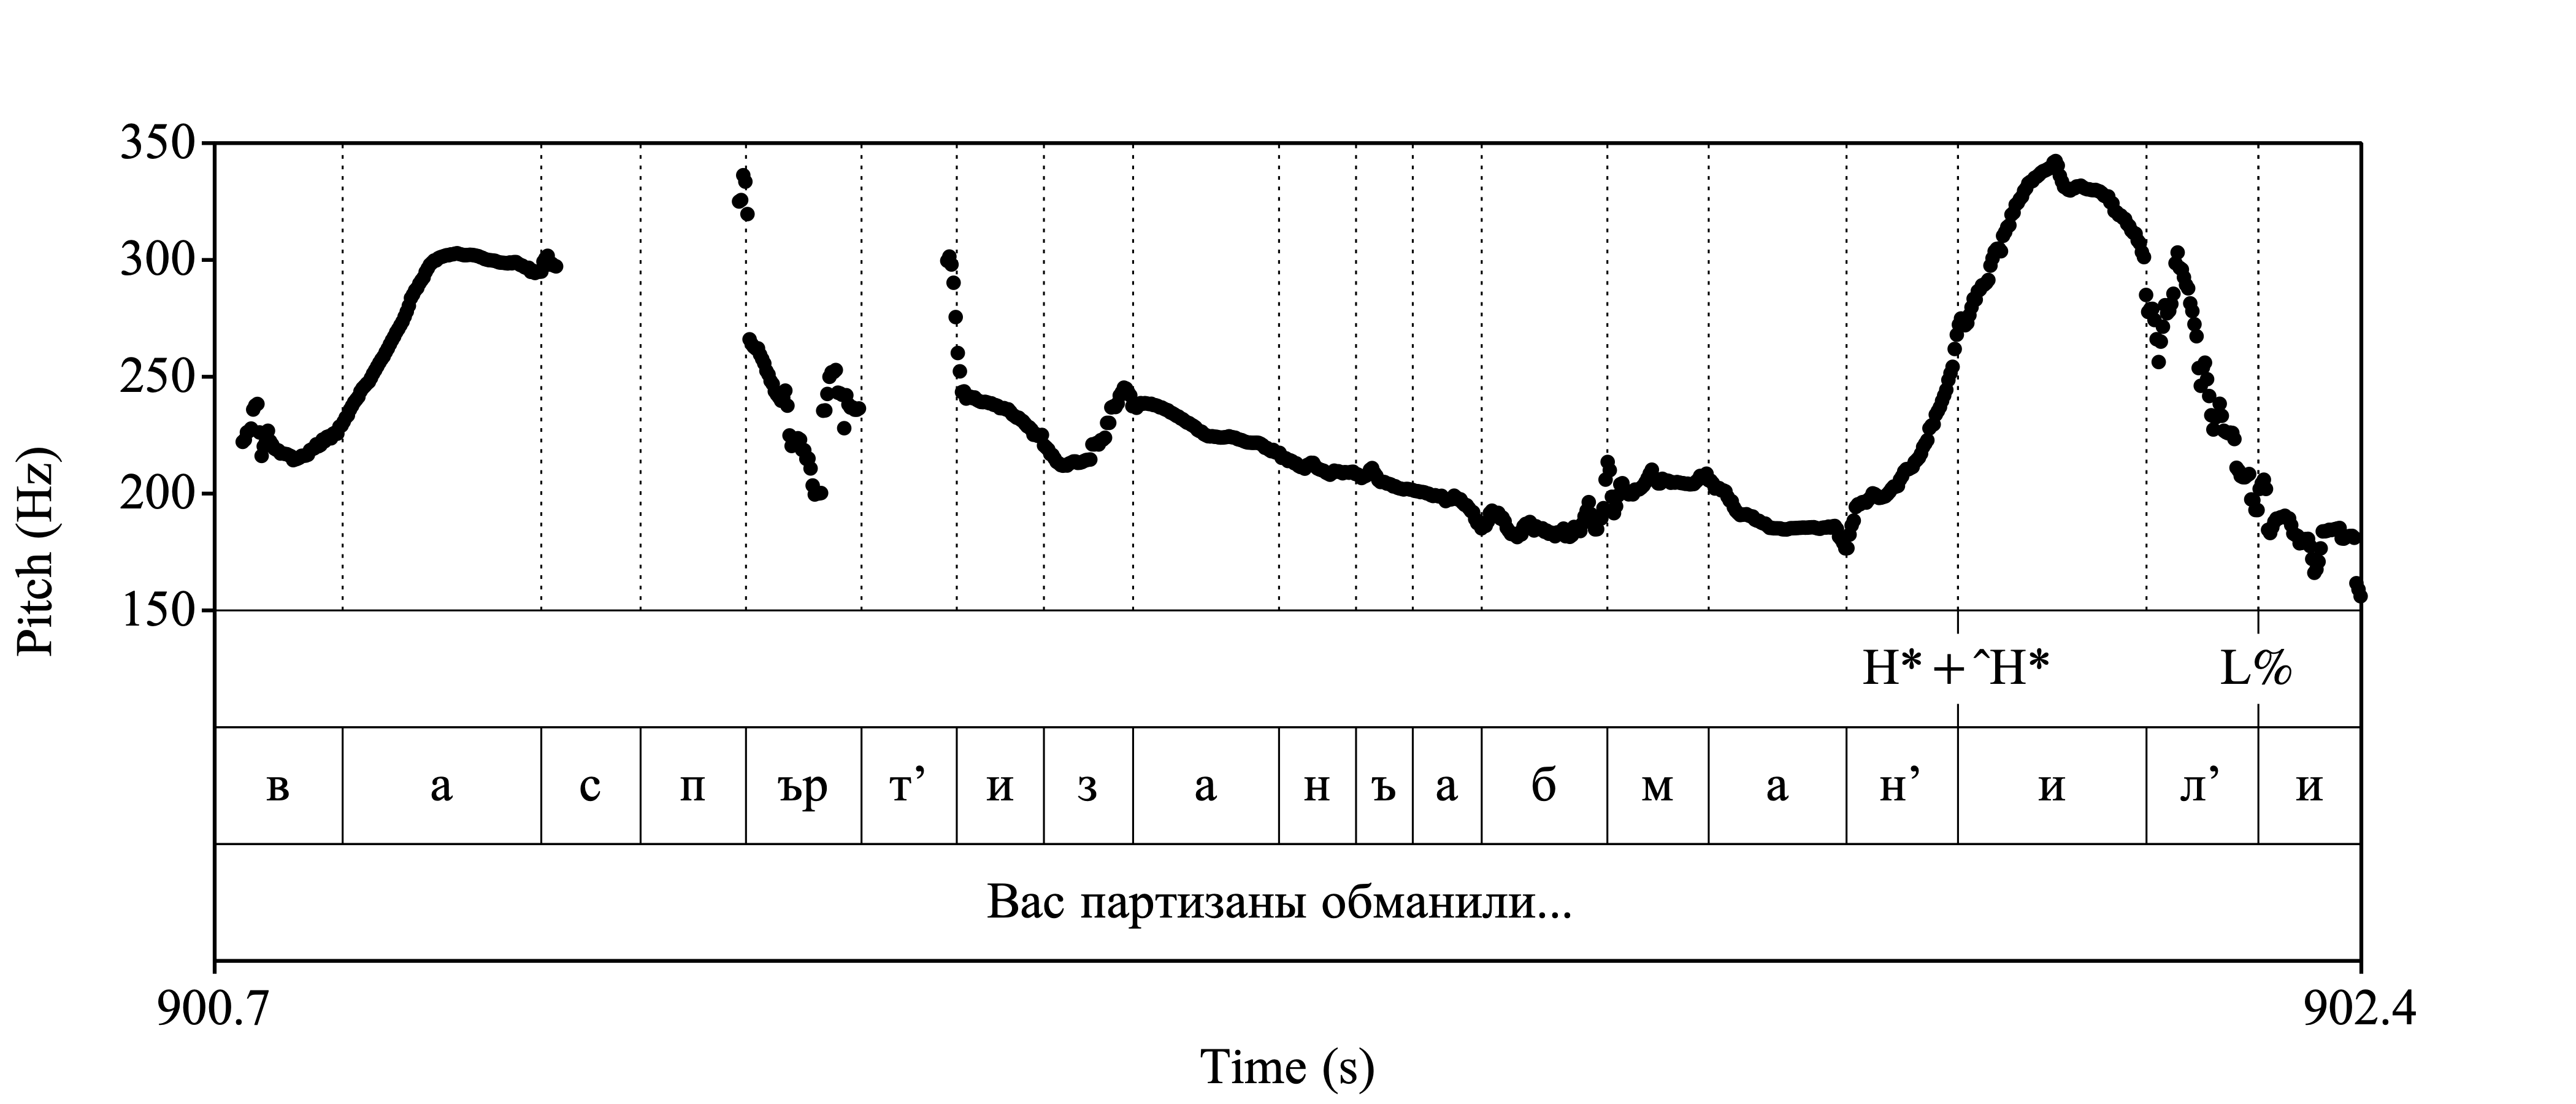 350
300
250
200
150
Pitch (Hz)
H* + ^H* L%
в а с п ър т’ и з а н ъ а б м а н’ и л’ и
Вас партизаны обманили...
900.7 902.4
Time (s)